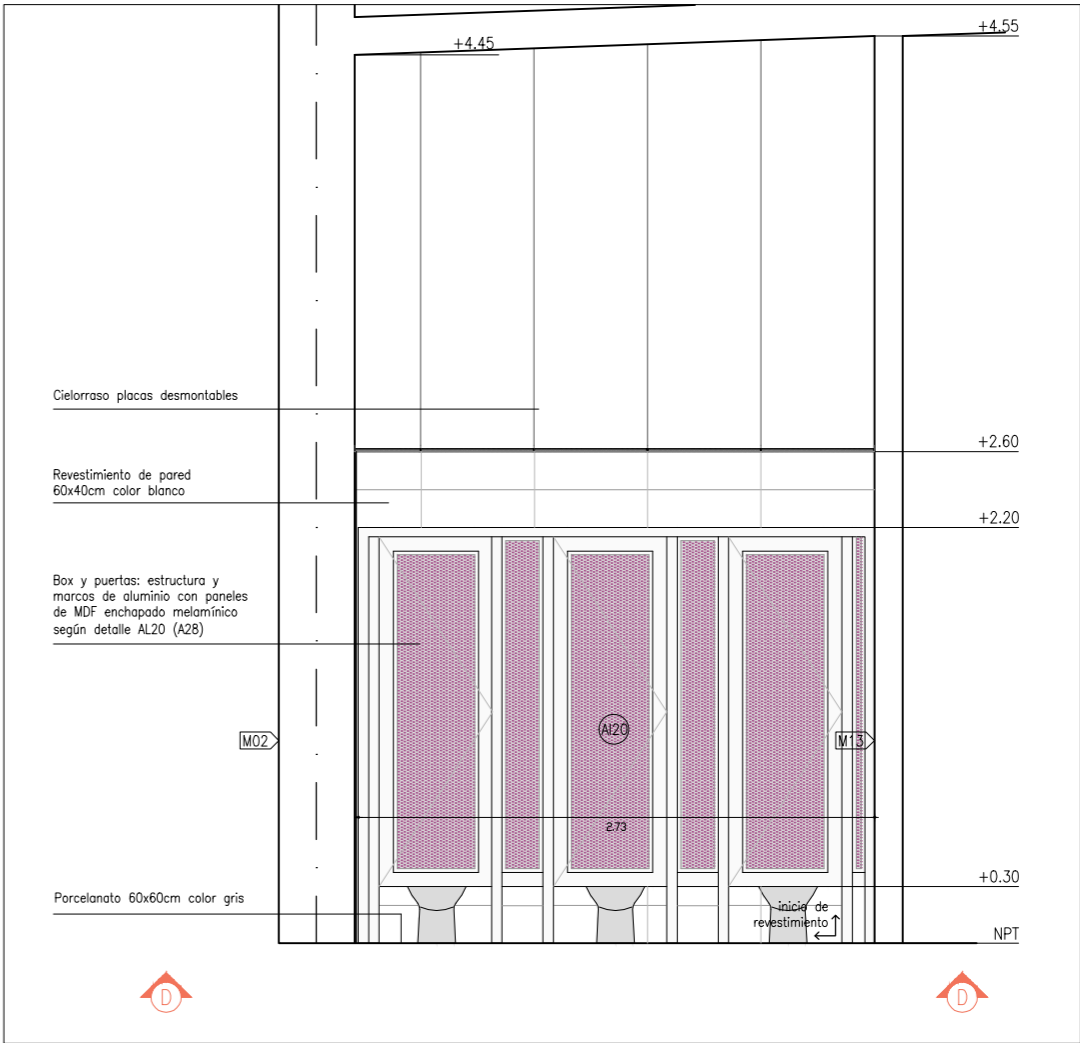 +4.55
+4.45
Cielorraso placas desmontables
+2.60
Revestimiento de pared
60x40cm color blanco
+2.20
Box y puertas: estructura y
marcos de aluminio con paneles
de MDF enchapado melamínico
según detalle AL20 (A28)
Al20
M02
M13
2.73
+0.30
Porcelanato 60x60cm color gris
inicio de
revestimiento
NPT
D
D